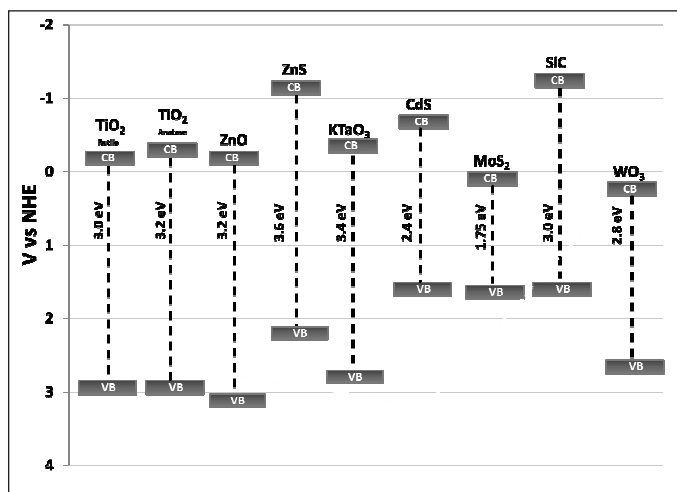 -2
-1
0
1
2
3
4
V vs NHE
TiO2
Rutile
CB
3.0 eV
VB
TiO2
Anatase
CB
3.2 eV
VB
ZnO
CB
3.2 eV
VB
ZnS
CB
3.6 eV
VB
KTaO3
CB
3.4 eV
VB
CdS
CB
2.4 eV
VB
MoS2
CB
1.75 eV
VB
SiC
CB
3.0 eV
VB
WO3
CB
2.8 eV
VB